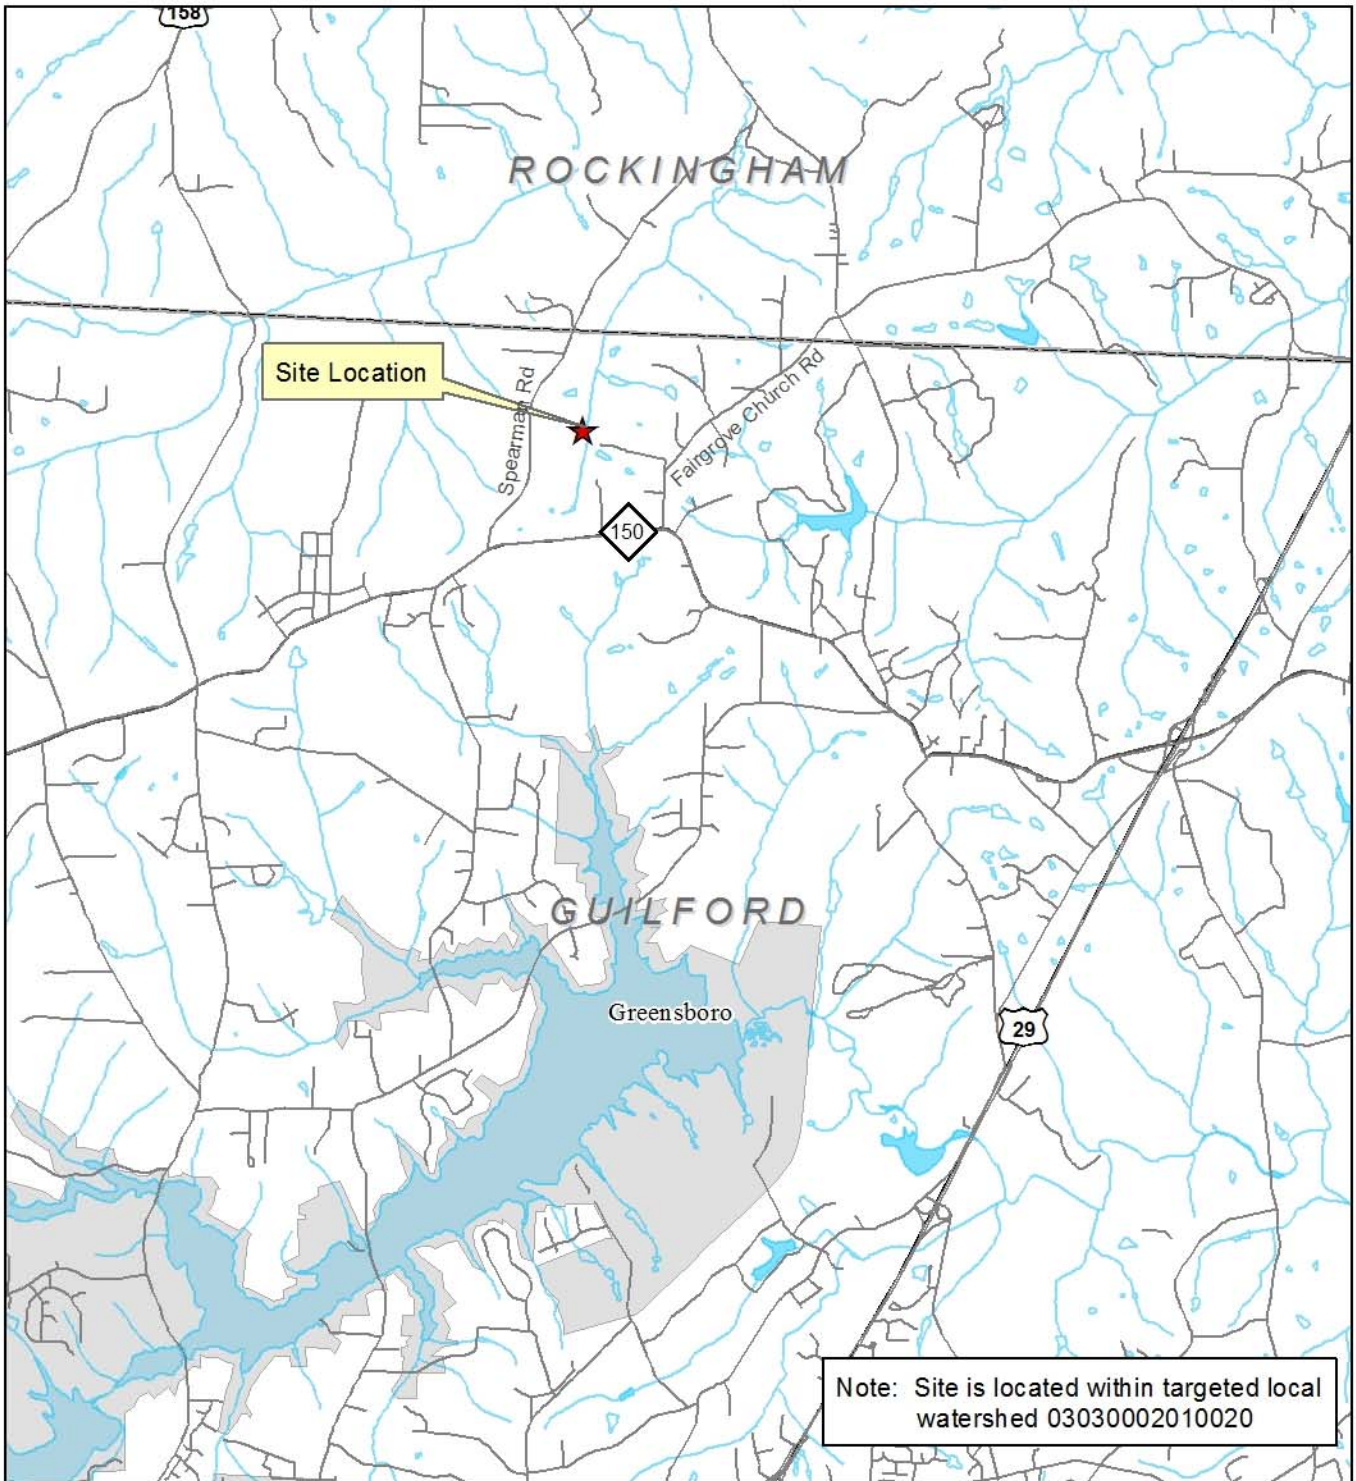 158
ROCKINGHAM
Site Location
Spearman Rd
Fairgrove Church Rd
150
GUILFORD
Greensboro
29
Note: Site is located within targeted local
watershed 03030002010020